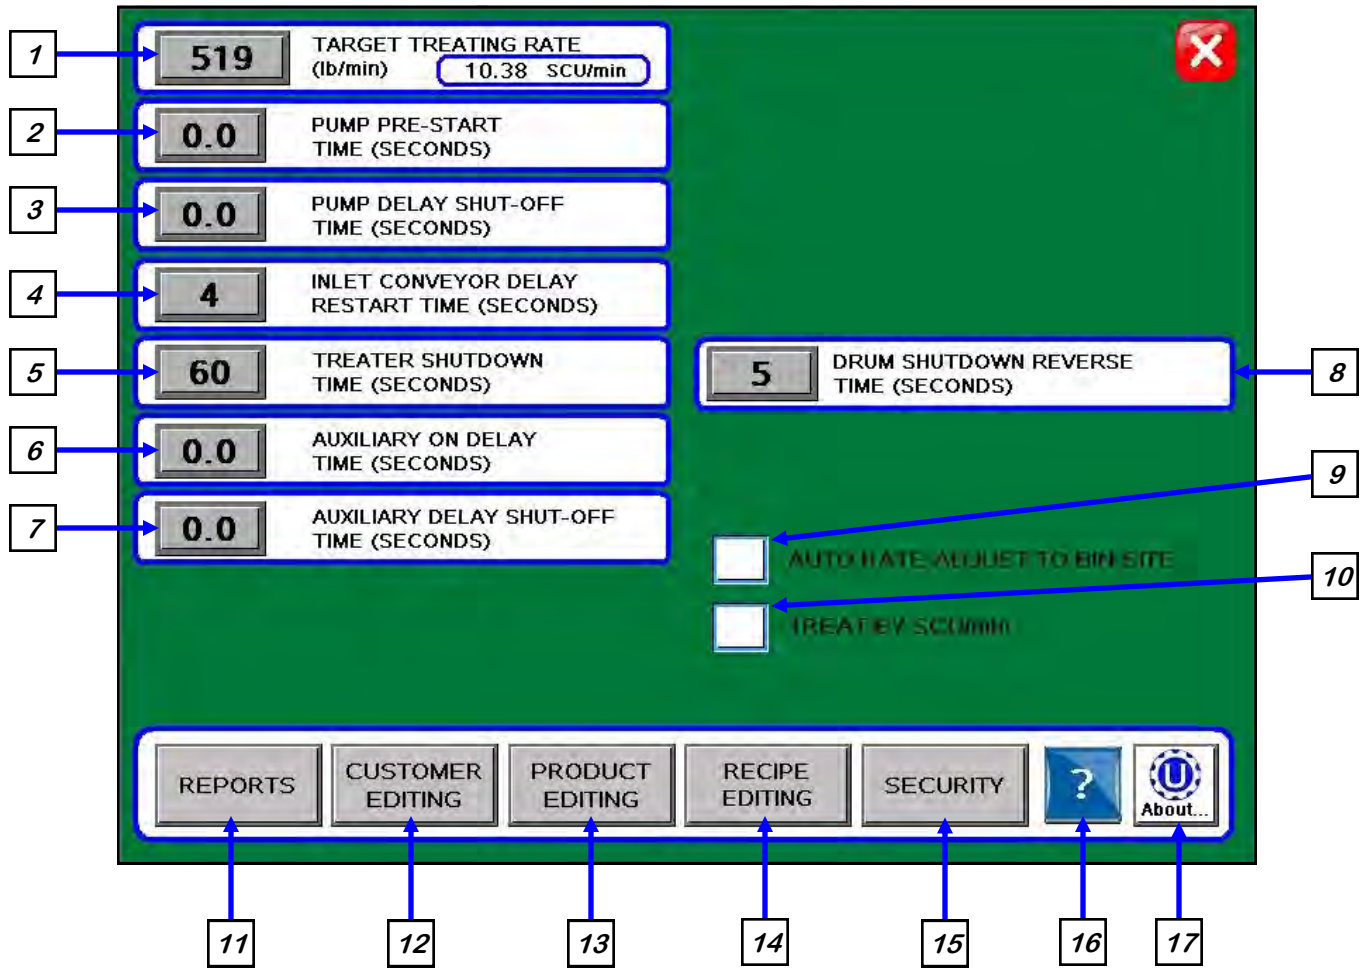 1
519
TARGET TREATING RATE
(lb/min)
10.38 SCU/min
2
0.0
PUMP PRE-START
TIME (SECONDS)
3
0.0
PUMP DELAY SHUT-OFF
TIME (SECONDS)
4
4
INLET CONVEYOR DELAY
RESTART TIME (SECONDS)
5
60
TREATER SHUTDOWN
TIME (SECONDS)
5
DRUM SHUTDOWN REVERSE
TIME (SECONDS)
8
6
0.0
AUXILIARY ON DELAY
TIME (SECONDS)
7
0.0
AUXILIARY DELAY SHUT-OFF
TIME (SECONDS)
9
AUTO RATE ADJUST TO BIN SITE
10
TREAT BY SCU/min
REPORTS
CUSTOMER
EDITING
PRODUCT
EDITING
RECIPE
EDITING
SECURITY
?
U
About...
11
12
13
14
15
16
17